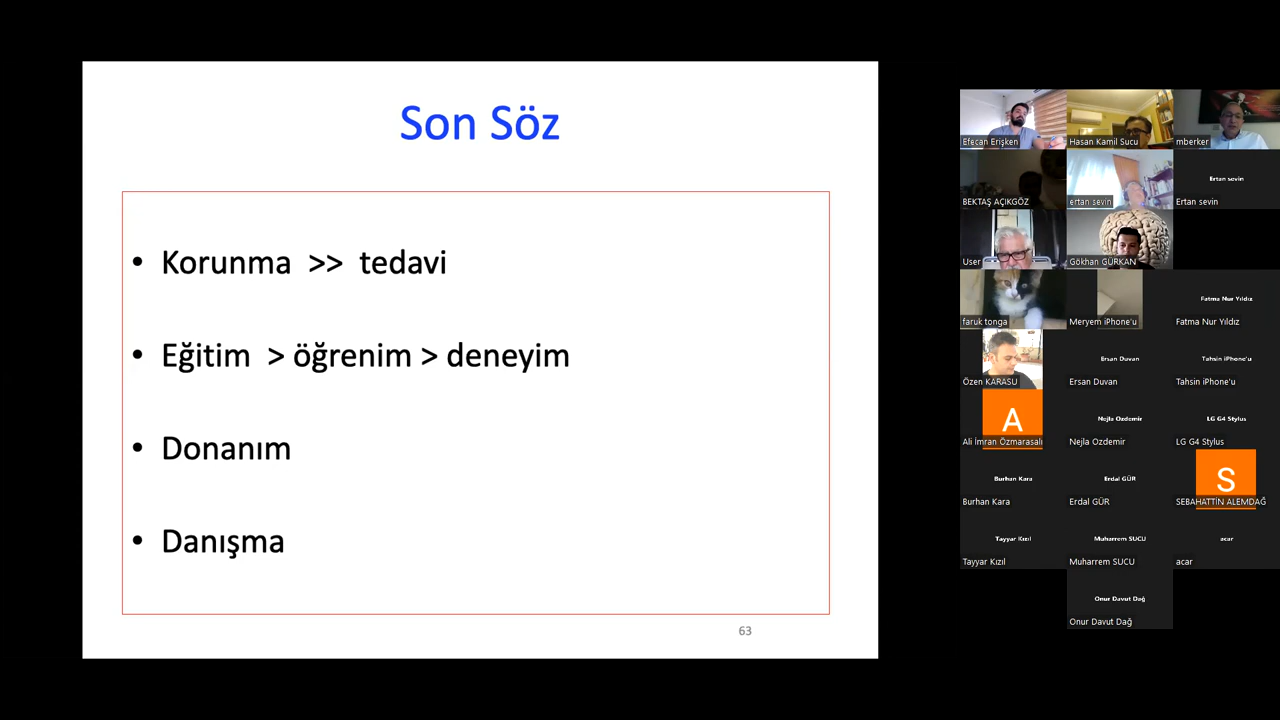 Son Söz
• Korunma >> tedavi
• Eğitim > öğrenim > deneyim
• Donanım
• Danışma
63
Efecan Erişken
Hasan Kamil Sucu
mberker
BEKTAŞ AÇIKGÖZ
ertan sevin
Ertan sevin
Ertan sevin
User
Gökhan GÜRKAN
faruk tonga
Meryem iPhone'u
Fatma Nur Yıldız
Fatma Nur Yıldız
Özen KARASU
Ersan Duvan
Ersan Duvan
Tahsin iPhone'u
Tahsin iPhone'u
A
Ali İmran Özmarasalı
Nejla Ozdemir
Nejla Ozdemir
LG G4 Stylus
LG G4 Stylus
Burhan Kara
Burhan Kara
Erdal GÜR
Erdal GÜR
S
SEBAHATTİN ALEMDAĞ
Tayyar Kızıl
Tayyar Kızıl
Muharrem SUCU
Muharrem SUCU
acar
acar
Onur Davut Dağ
Onur Davut Dağ